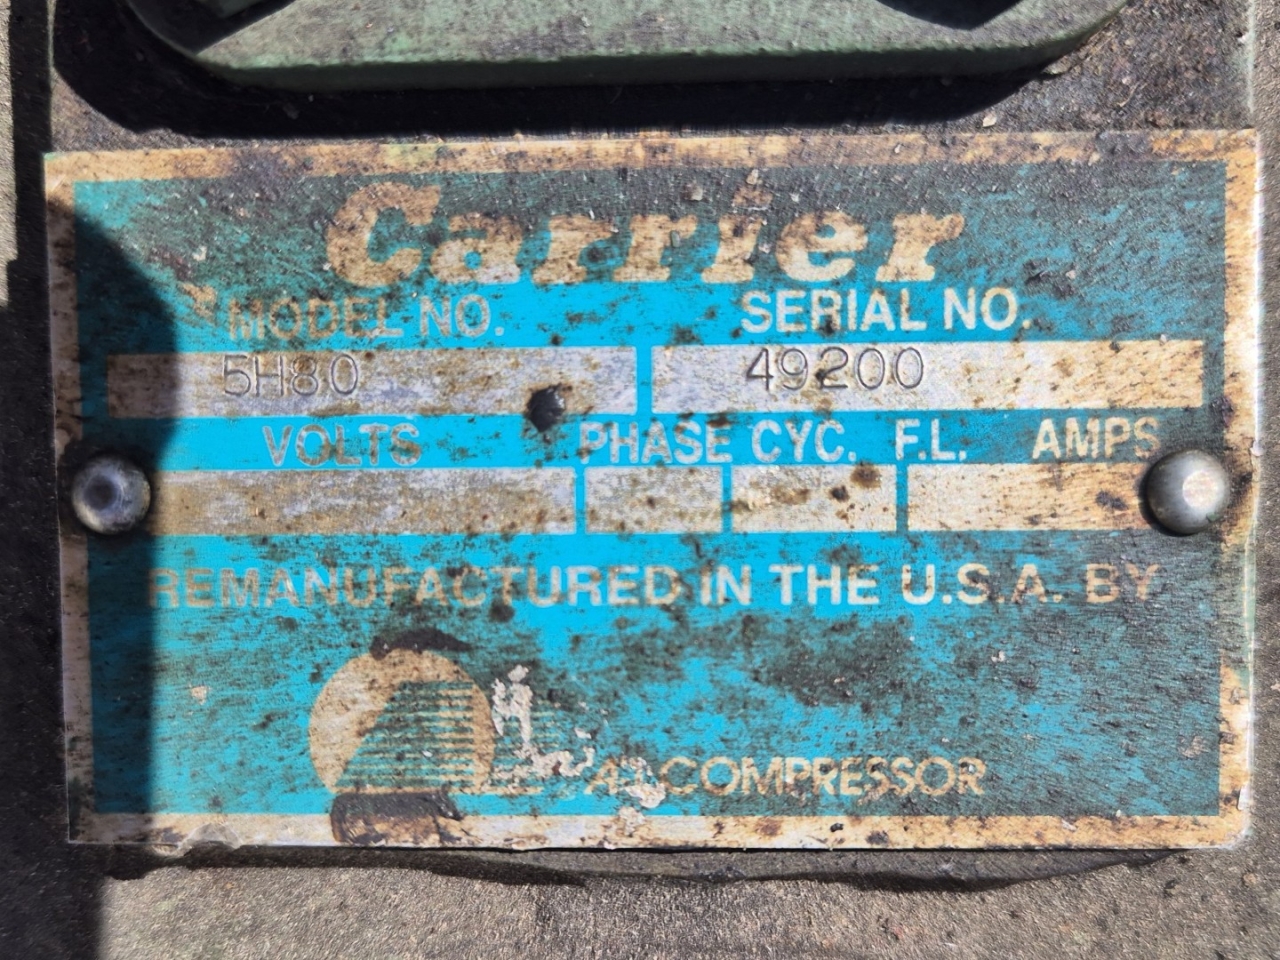 Carrier
MODEL NO. SERIAL NO.
5H80 49200
VOLTS PHASE CYC. F.L. AMPS
REMANUFACTURED IN THE U.S.A. BY
COMPRESSOR